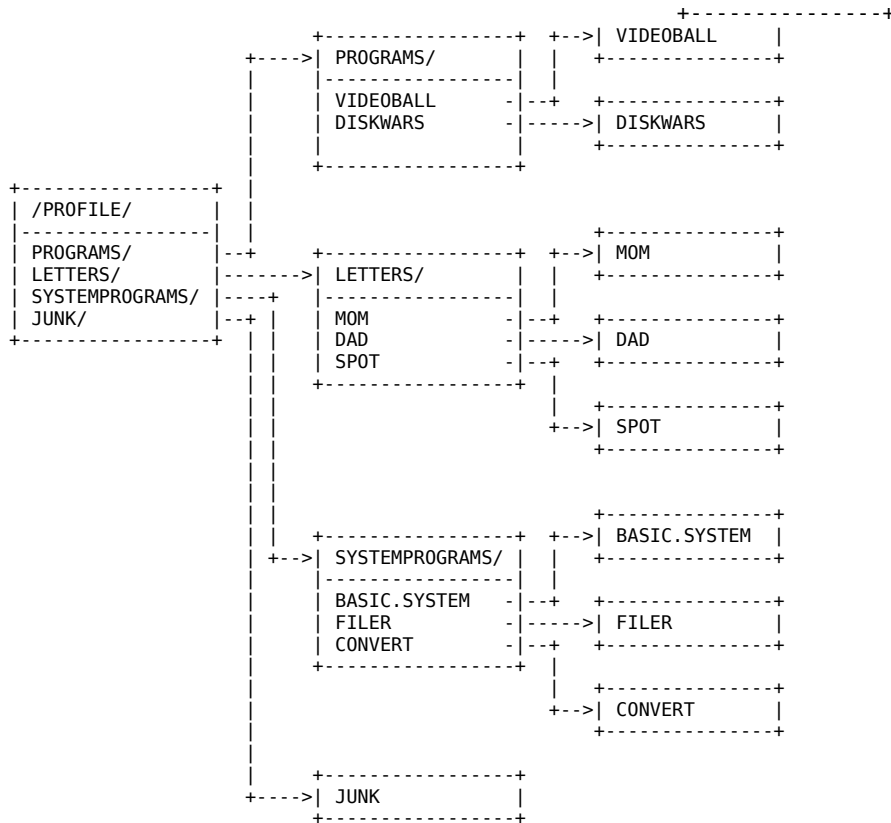 VIDEOBALL
PROGRAMS/
VIDEOBALL
DISKWARS
DISKWARS
/PROFILE/
PROGRAMS/
LETTERS/
SYSTEMPROGRAMS/
JUNK/
LETTERS/
MOM
DAD
SPOT
MOM
DAD
SPOT
SYSTEMPROGRAMS/
BASIC.SYSTEM
FILER
CONVERT
BASIC.SYSTEM
FILER
CONVERT
JUNK